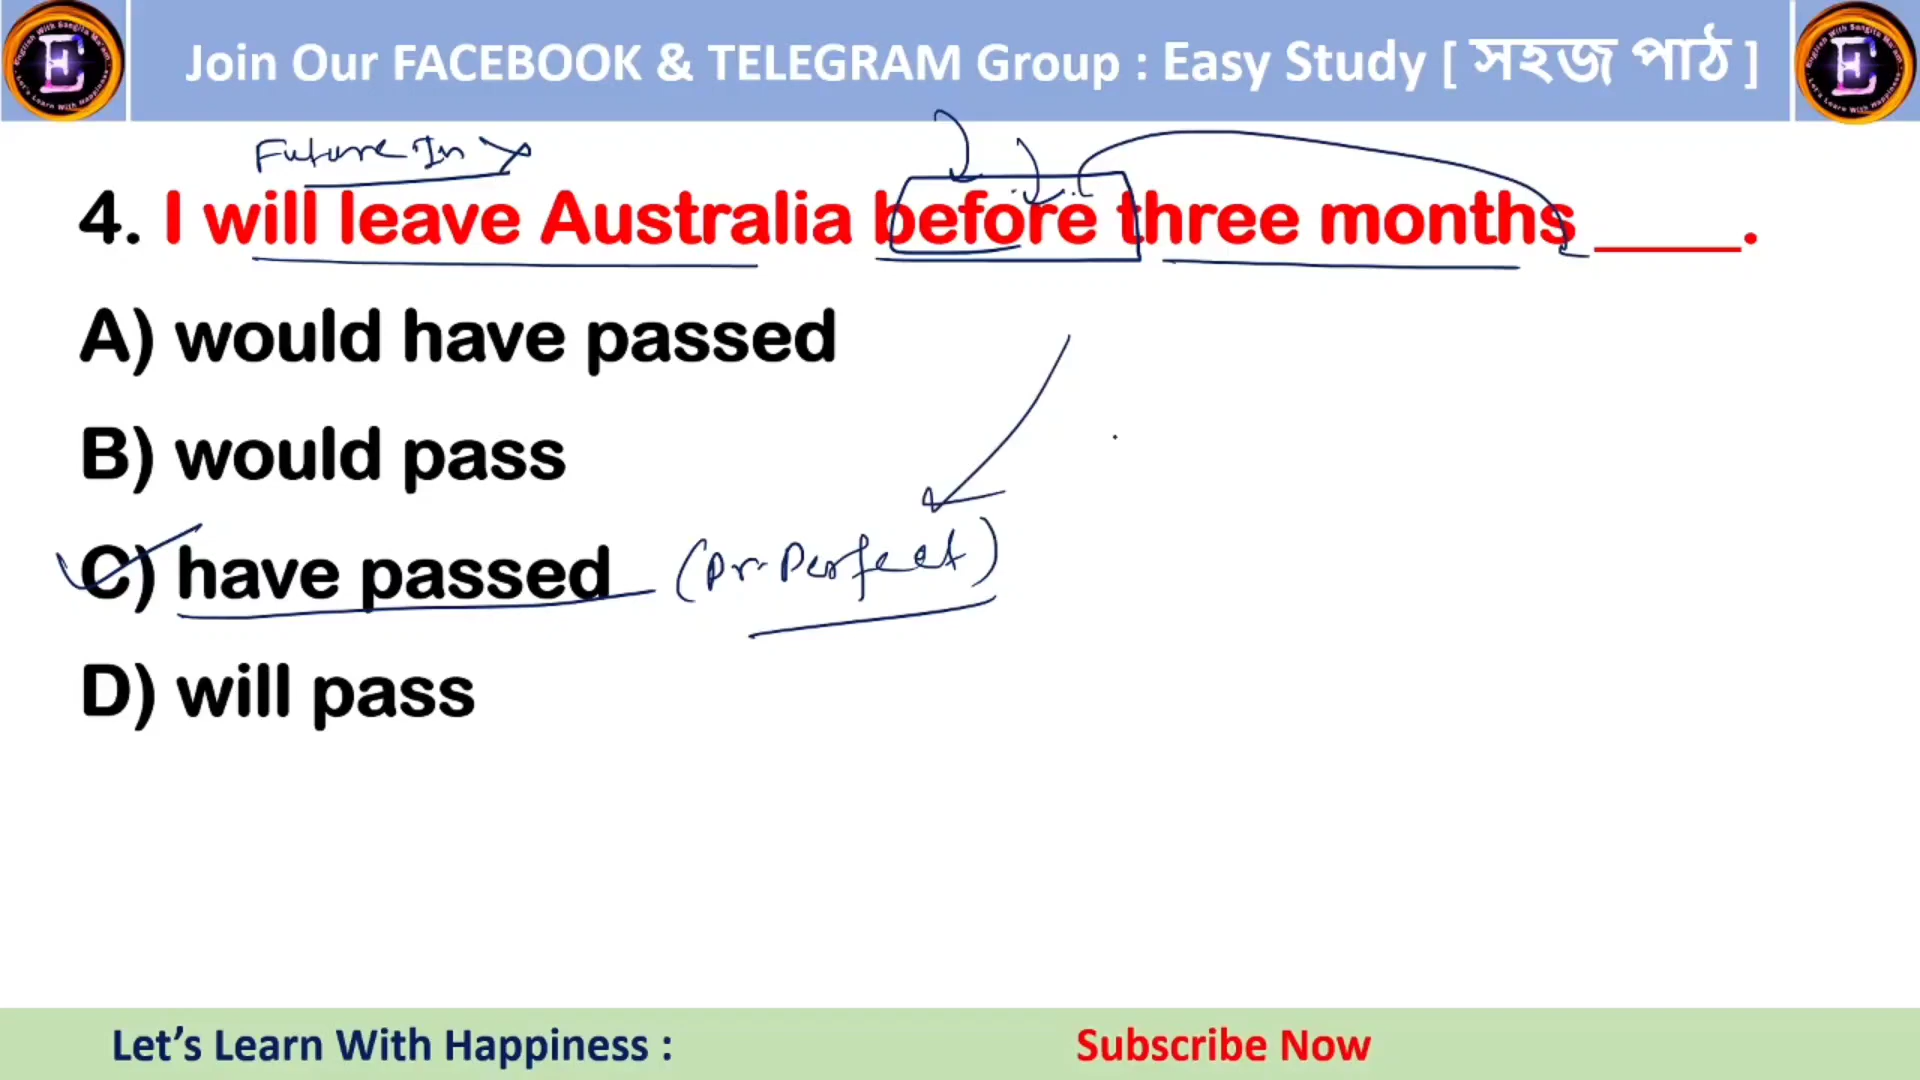 Join Our FACEBOOK & TELEGRAM Group : Easy Study [ সহজ পাঠ ]
Future In
4. I will leave Australia before three months ____.
A) would have passed
B) would pass
C) have passed (Pr. Perfect)
D) will pass
Let's Learn With Happiness : Subscribe Now